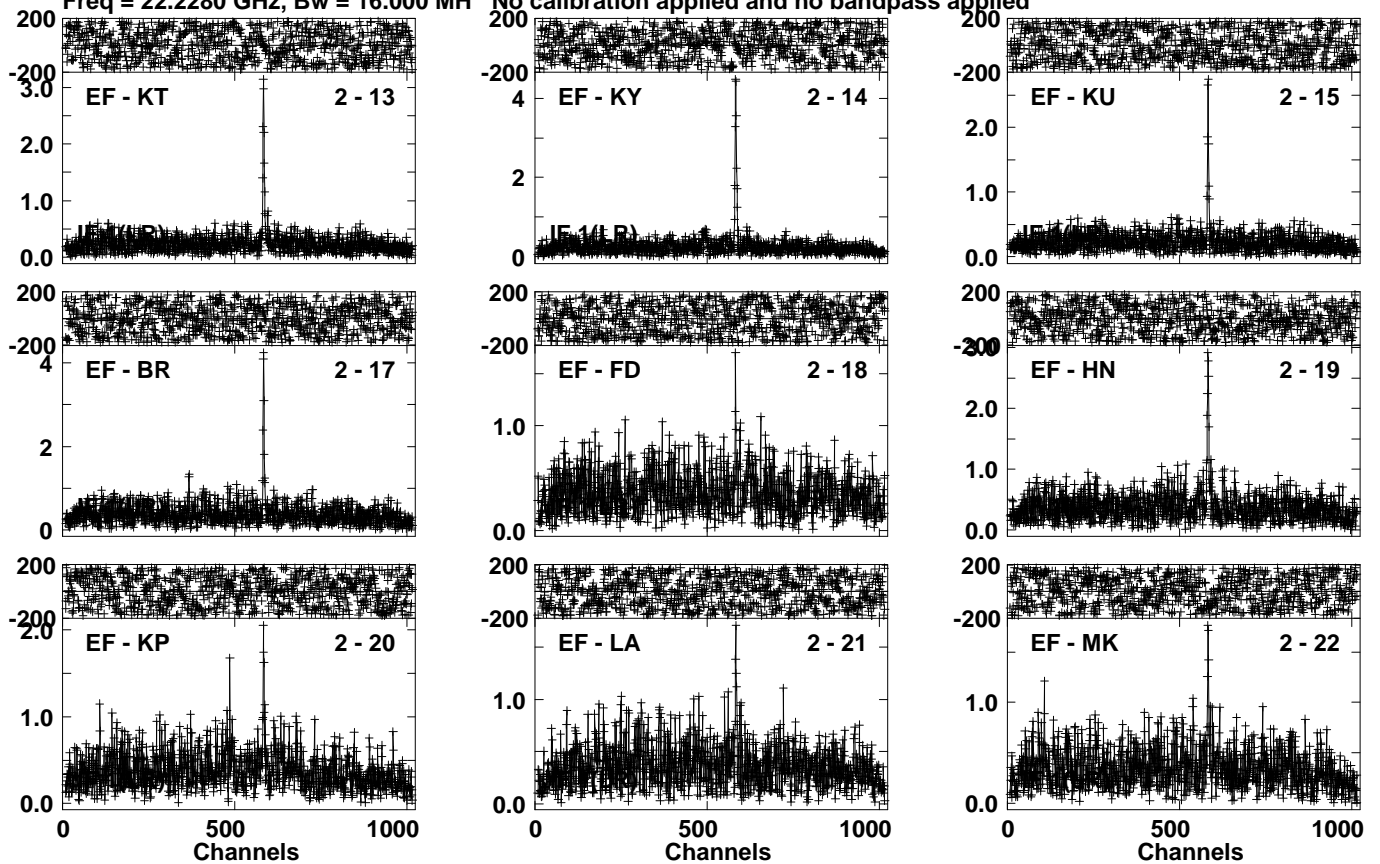 Freq = 22.2280 GHz, Bw = 16.000 MH No calibration applied and no bandpass applied
200 200 200
-200 -200 -200
3.0 EF - KT 2 - 13 4 EF - KY 2 - 14 EF - KU 2 - 15
2.0 2 2.0
1.0 1.0
IF 1(LR)
0.0 0 0.0
200 200 200
-200 -200 -200
4 EF - BR 2 - 17 EF - FD 2 - 18 3.0 EF - HN 2 - 19
2 1.0 2.0
1.0
0 0.0 0.0
200 200 200
-200 -200 -200
2.0 EF - KP 2 - 20 EF - LA 2 - 21 EF - MK 2 - 22
1.0 1.0 1.0
0.0 0.0 0.0
0 500 1000 0 500 1000 0 500 1000
Channels Channels Channels